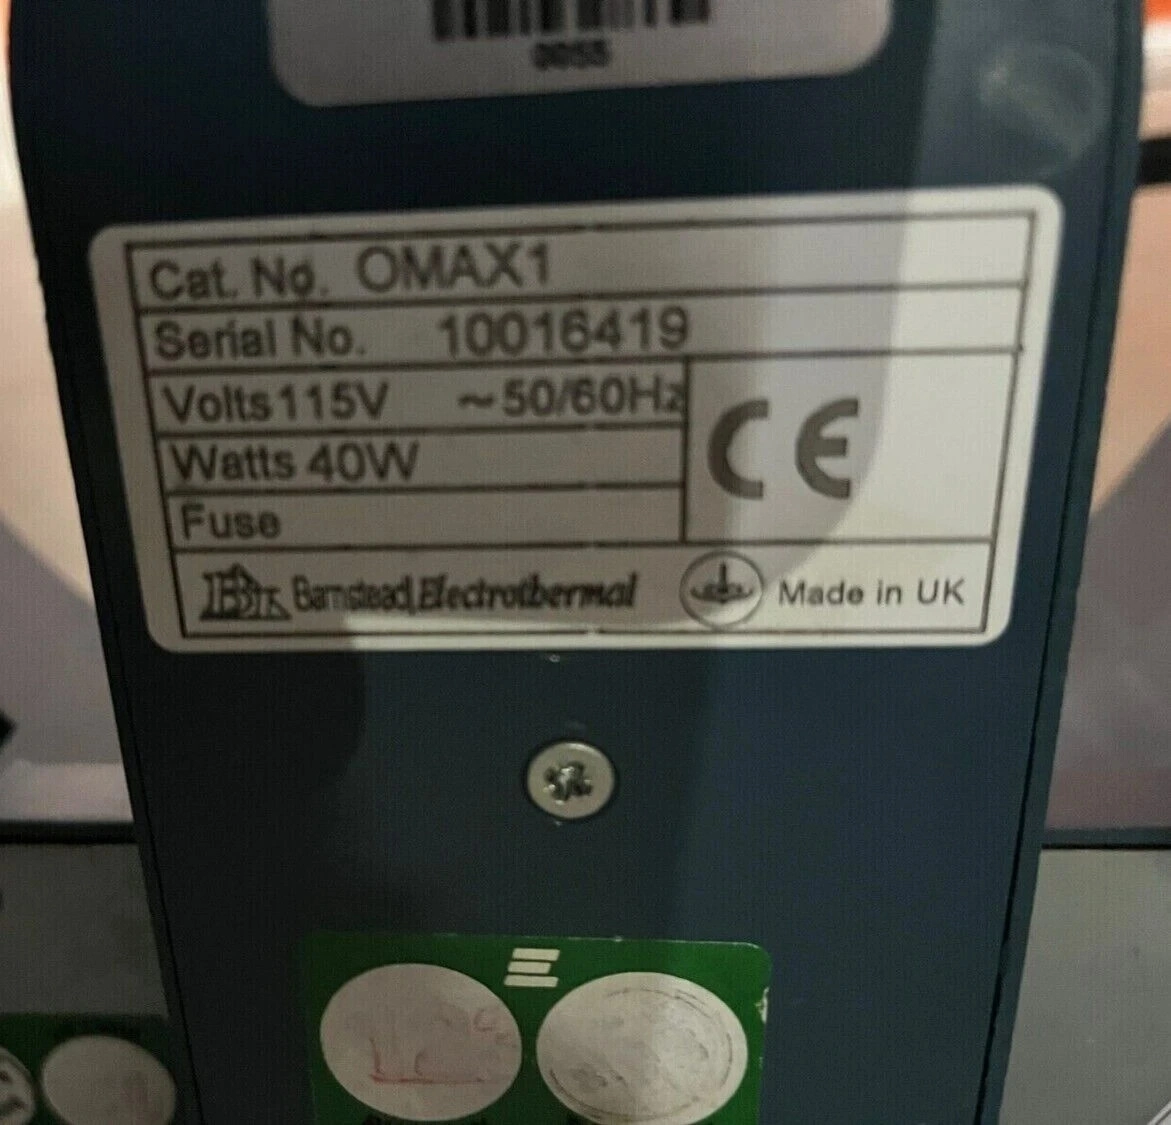 0055
Cat. No. OMAX1
Serial No. 10016419
Volts 115V ~50/60Hz
CE
Watts 40W
Fuse
Barnstead Electrothermal Made in UK